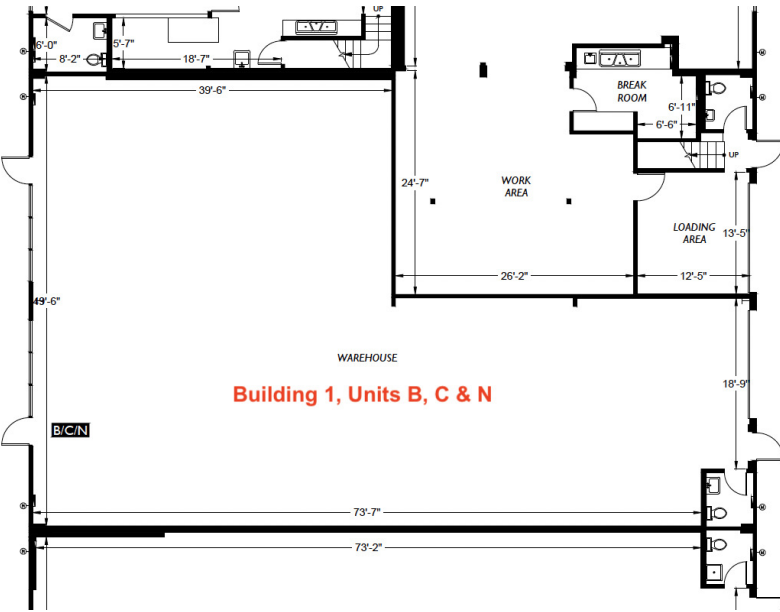 UP
6'-0"
5'-7"
8'-2"
18'-7"
39'-6"
BREAK
ROOM
6'-11"
6'-6"
UP
24'-7"
WORK
AREA
LOADING
AREA
13'-5"
26'-2"
12'-5"
49'-6"
WAREHOUSE
18'-9"
Building 1, Units B, C & N
B/C/N
73'-7"
73'-2"